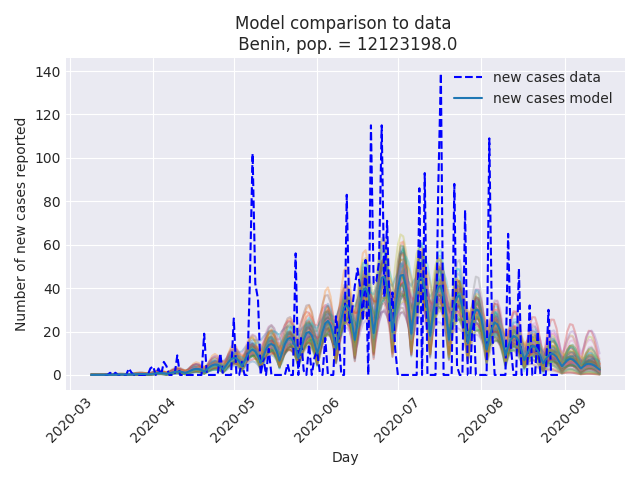 Model comparison to data
Benin, pop. = 12123198.0
Number of new cases reported
140
120
100
80
60
40
20
0
new cases data
new cases model
2020-03
2020-04
2020-05
2020-06
2020-07
2020-08
2020-09
Day